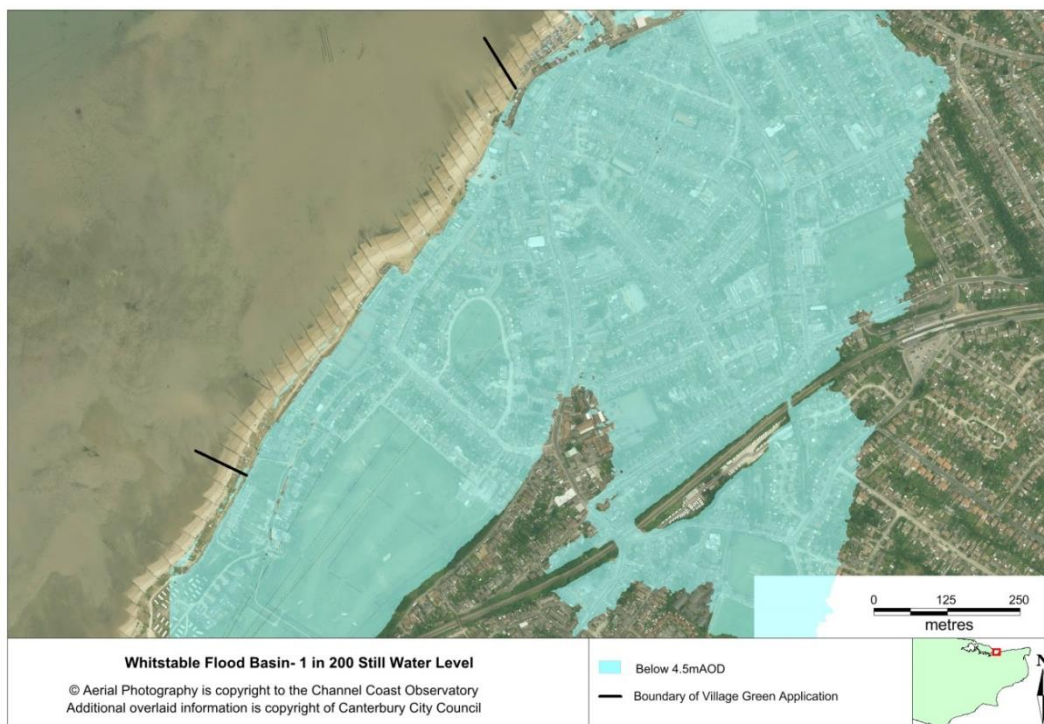 0 125 250
metres
Whitstable Flood Basin- 1 in 200 Still Water Level
© Aerial Photography is copyright to the Channel Coast Observatory
Additional overlaid information is copyright of Canterbury City Council
Below 4.5mAOD
Boundary of Village Green Application
N